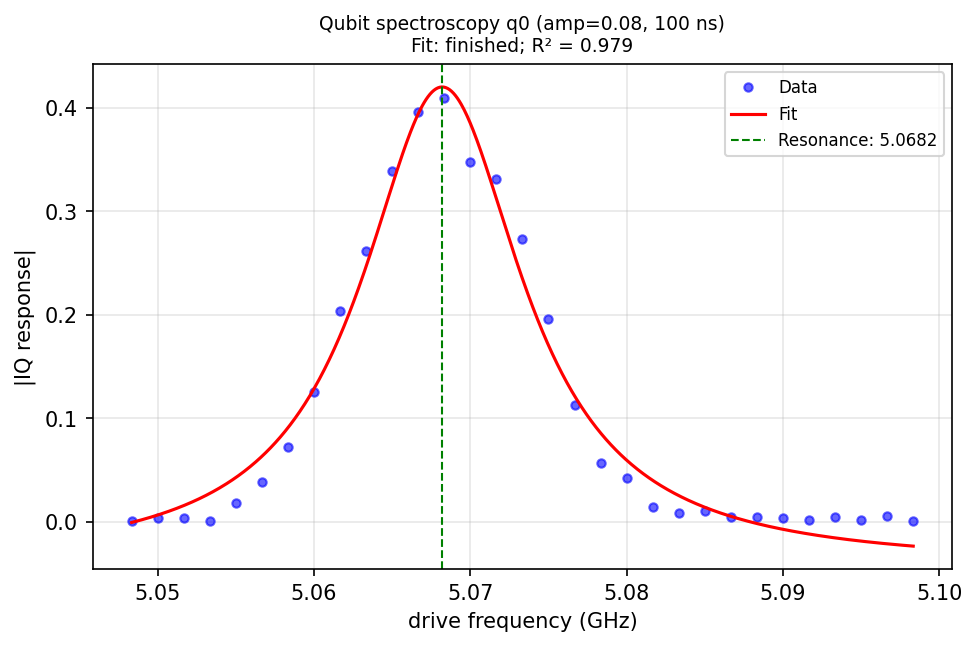 Qubit spectroscopy q0 (amp=0.08, 100 ns)
Fit: finished; R² = 0.979
Data
Fit
Resonance: 5.0682
|IQ response|
0.4
0.3
0.2
0.1
0.0
5.05 5.06 5.07 5.08 5.09 5.10
drive frequency (GHz)